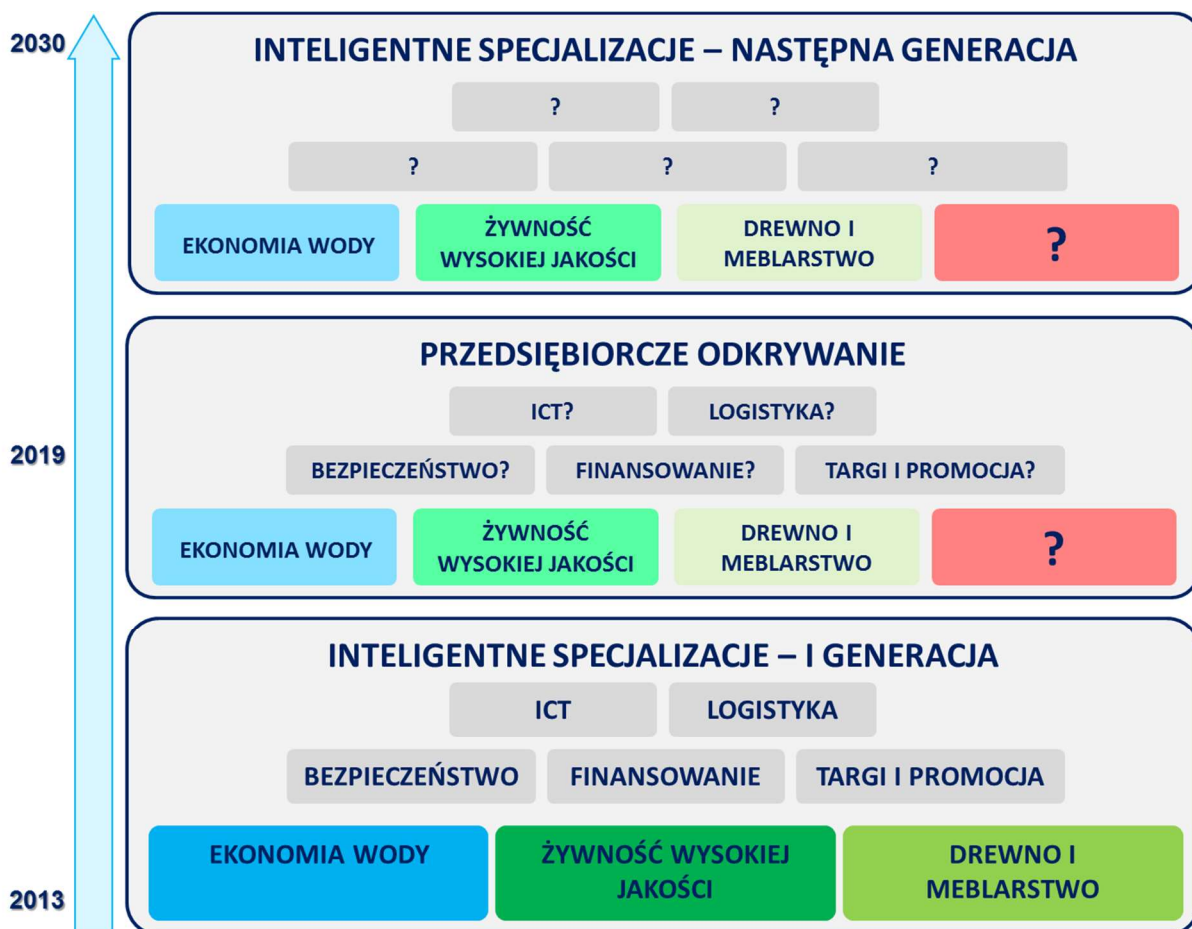 2030
INTELIGENTNE SPECJALIZACJE – NASTĘPNA GENERACJA
?
?
?
?
?
EKONOMIA WODY
ŻYWNOŚĆ
WYSOKIEJ JAKOŚCI
DREWNO I
MEBLARSTWO
?
2019
PRZEDSIĘBIORCZE ODKRYWANIE
ICT?
LOGISTYKA?
BEZPIECZEŃSTWO?
FINANSOWANIE?
TARGI I PROMOCJA?
EKONOMIA WODY
ŻYWNOŚĆ
WYSOKIEJ JAKOŚCI
DREWNO I
MEBLARSTWO
?
2013
INTELIGENTNE SPECJALIZACJE – I GENERACJA
ICT
LOGISTYKA
BEZPIECZEŃSTWO
FINANSOWANIE
TARGI I PROMOCJA
EKONOMIA WODY
ŻYWNOŚĆ WYSOKIEJ
JAKOŚCI
DREWNO I
MEBLARSTWO